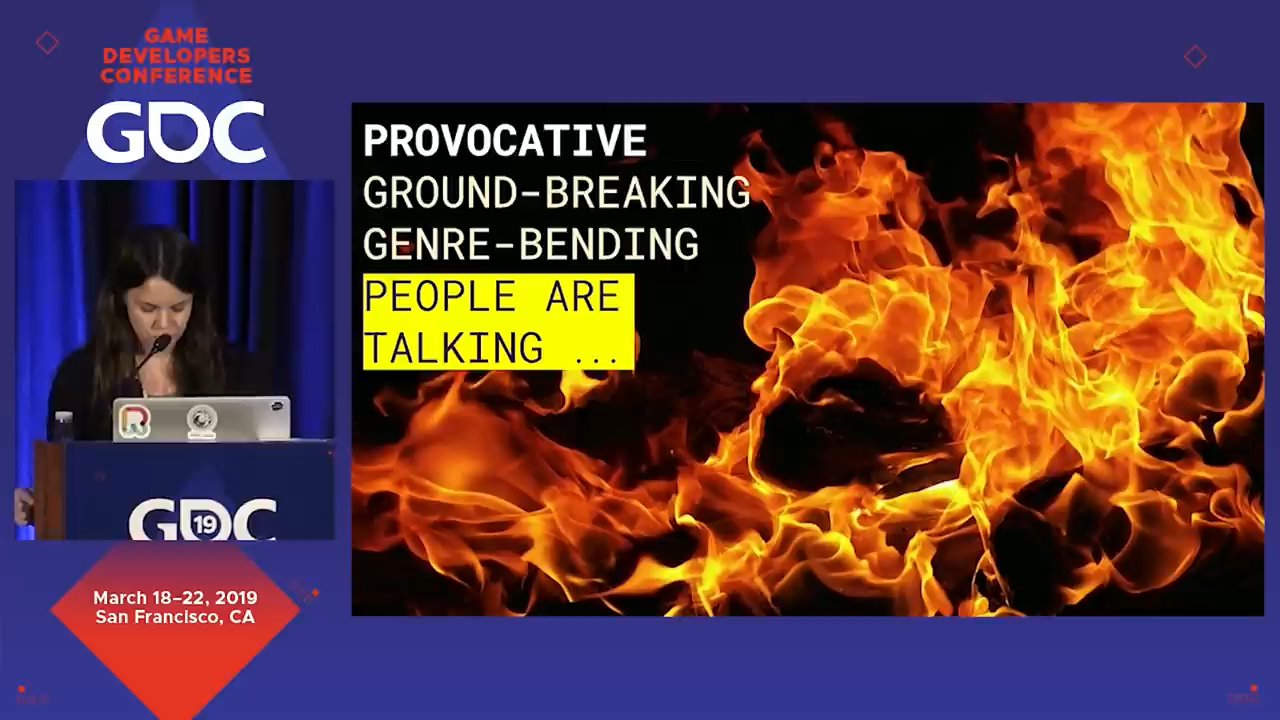 GAME
DEVELOPERS
CONFERENCE
GDC
PROVOCATIVE
GROUND-BREAKING
GENRE-BENDING
PEOPLE ARE
TALKING ...
R
GDC
19
March 18–22, 2019
San Francisco, CA